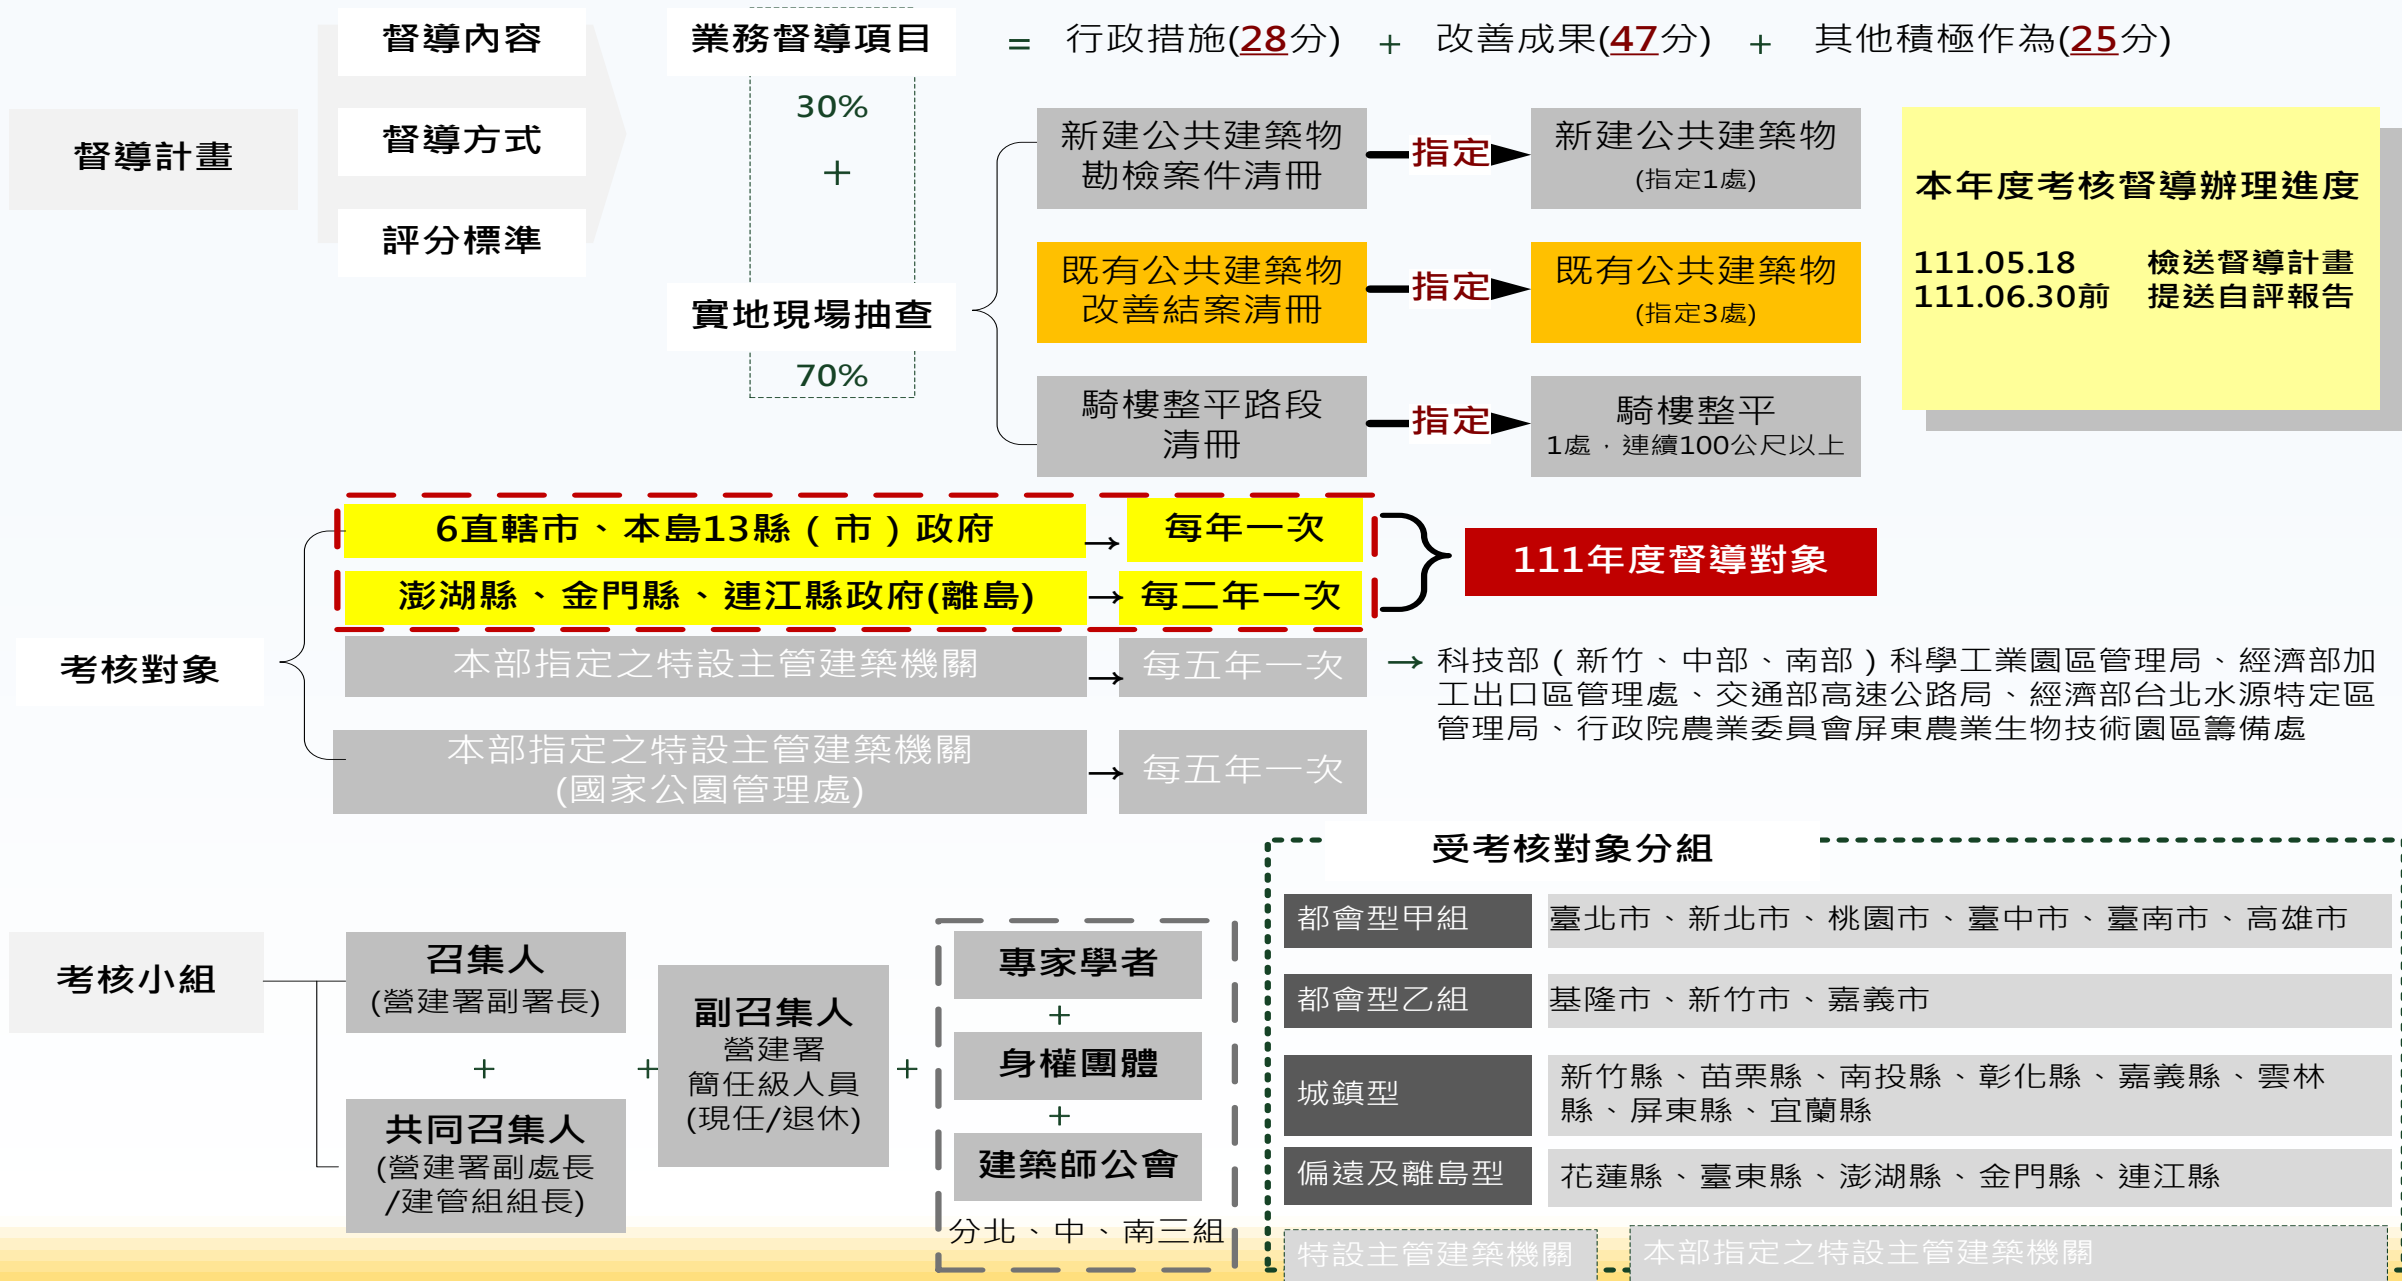 督導計畫
督導內容
督導方式
評分標準
業務督導項目
30%
+
實地現場抽查
70%
= 行政措施(28分) + 改善成果(47分) + 其他積極作為(25分)
新建公共建築物
勘檢案件清冊
指定
新建公共建築物
(指定1處)
既有公共建築物
改善結案清冊
指定
既有公共建築物
(指定3處)
騎樓整平路段
清冊
指定
騎樓整平
1處，連續100公尺以上
本年度考核督導辦理進度
111.05.18 檢送督導計畫
111.06.30前 提送自評報告
考核對象
6直轄市、本島13縣（市）政府 → 每年一次
澎湖縣、金門縣、連江縣政府(離島) → 每二年一次
111年度督導對象
本部指定之特設主管建築機關 → 每五年一次
→ 科技部（新竹、中部、南部）科學工業園區管理局、經濟部加
工出口區管理處、交通部高速公路局、經濟部台北水源特定區
管理局、行政院農業委員會屏東農業生物技術園區籌備處
本部指定之特設主管建築機關
(國家公園管理處)
→ 每五年一次
考核小組
召集人
(營建署副署長)
+
共同召集人
(營建署副處長
/建管組組長)
+
副召集人
營建署
簡任級人員
(現任/退休)
+
專家學者
+
身權團體
+
建築師公會
分北、中、南三組
受考核對象分組
都會型甲組 臺北市、新北市、桃園市、臺中市、臺南市、高雄市
都會型乙組 基隆市、新竹市、嘉義市
城鎮型
新竹縣、苗栗縣、南投縣、彰化縣、嘉義縣、雲林
縣、屏東縣、宜蘭縣
偏遠及離島型 花蓮縣、臺東縣、澎湖縣、金門縣、連江縣
特設主管建築機關 本部指定之特設主管建築機關